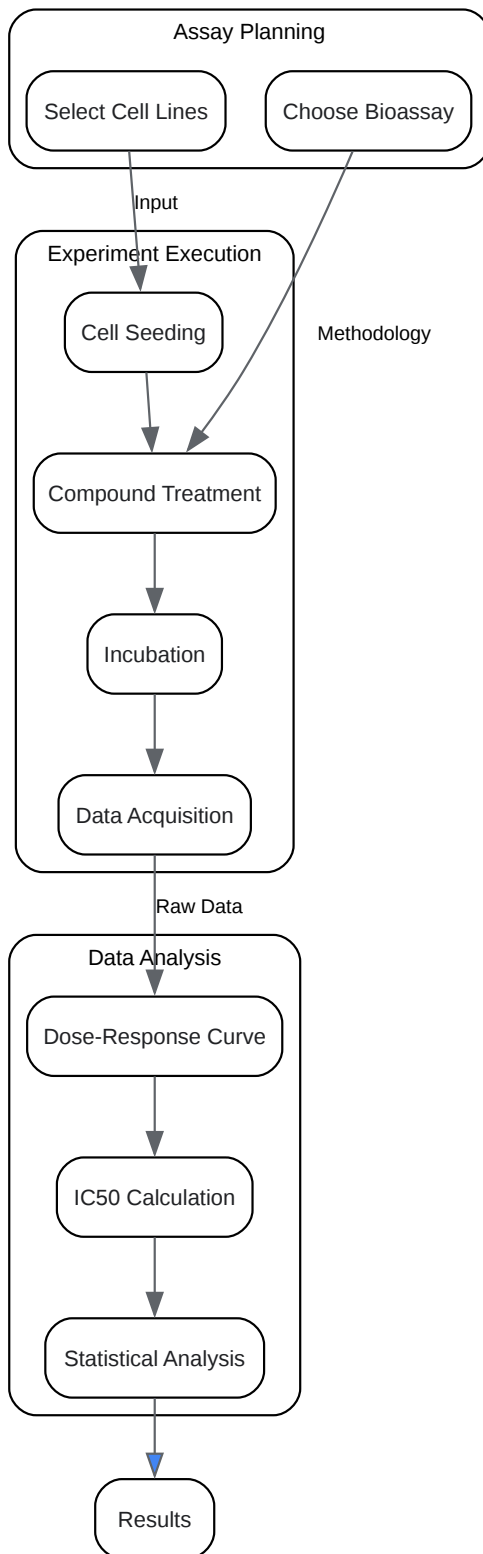 Assay Planning
Select Cell Lines
Choose Bioassay
Input
Experiment Execution
Cell Seeding
Methodology
Compound Treatment
Incubation
Data Acquisition
Raw Data
Data Analysis
Dose-Response Curve
IC50 Calculation
Statistical Analysis
Results